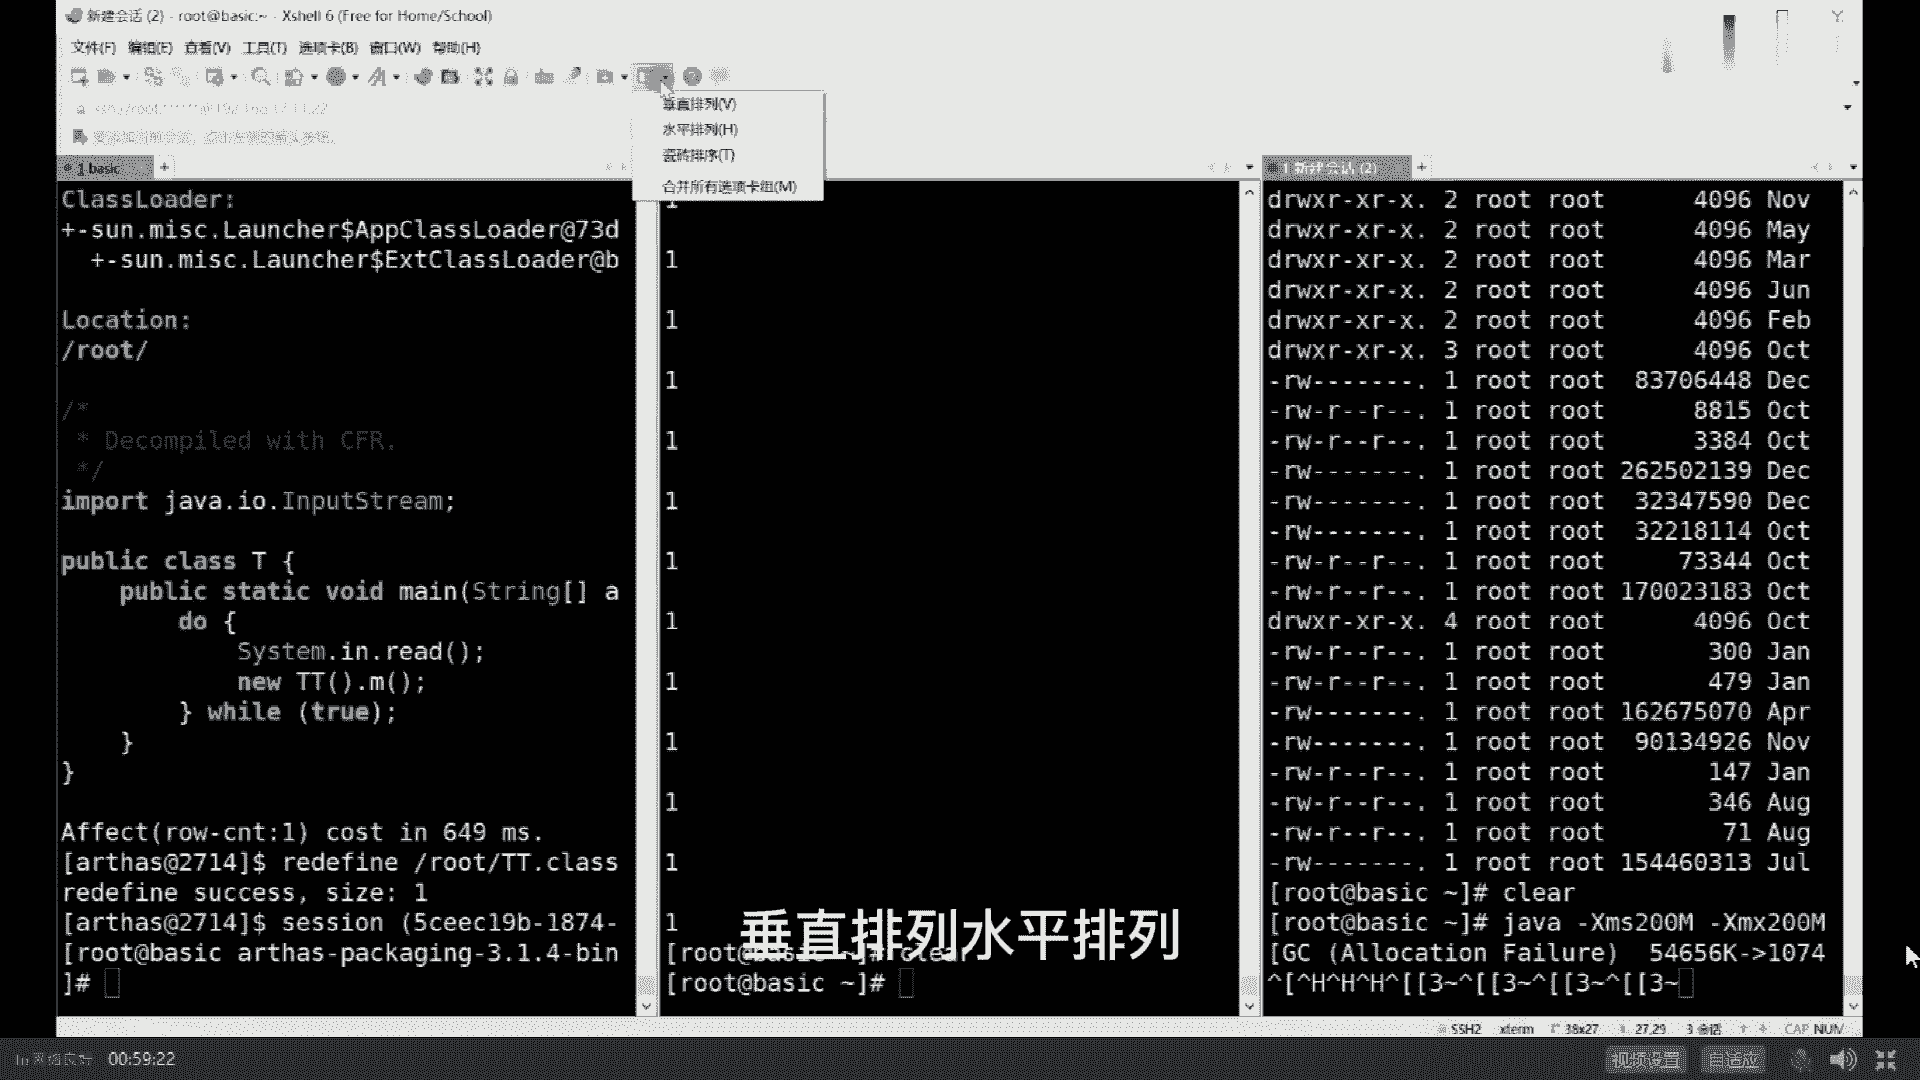 新建会话 (2) - root@basic:~ - Xshell 6 (Free for Home/School)
文件(F) 编辑(E) 查看(V) 工具(T) 选项卡(B) 窗口(W) 帮助(H)
垂直排列(V)
水平排列(H)
瓷砖排序(T)
合并所有选项卡组(M)
1 basic +
ClassLoader:
+-sun.misc.Launcher$AppClassLoader@73d
+-sun.misc.Launcher$ExtClassLoader@b
Location:
/root/
/*
* Decompiled with CFR.
*/
import java.io.InputStream;
public class T {
public static void main(String[] a
do {
System.in.read();
new TT().m();
} while (true);
}
}
Affect(row-cnt:1) cost in 649 ms.
[arthas@2714]$ redefine /root/TT.class
redefine success, size: 1
[arthas@2714]$ session (5ceec19b-1874-
[root@basic arthas-packaging-3.1.4-bin
]#
1
1
1
1
1
1
1
1
1
1
1
1
1
[root@basic ~]# clear
[root@basic ~]#
1 新建会话 (2) +
drwxr-xr-x. 2 root root 4096 Nov
drwxr-xr-x. 2 root root 4096 May
drwxr-xr-x. 2 root root 4096 Mar
drwxr-xr-x. 2 root root 4096 Jun
drwxr-xr-x. 2 root root 4096 Feb
drwxr-xr-x. 3 root root 4096 Oct
-rw-------. 1 root root 83706448 Dec
-rw-r--r--. 1 root root 8815 Oct
-rw-r--r--. 1 root root 3384 Oct
-rw-------. 1 root root 262502139 Dec
-rw-------. 1 root root 32347590 Dec
-rw-------. 1 root root 32218114 Oct
-rw-r--r--. 1 root root 73344 Oct
-rw-r--r--. 1 root root 170023183 Oct
drwxr-xr-x. 4 root root 4096 Oct
-rw-r--r--. 1 root root 300 Jan
-rw-r--r--. 1 root root 479 Jan
-rw-------. 1 root root 162675070 Apr
-rw-------. 1 root root 90134926 Nov
-rw-r--r--. 1 root root 147 Jan
-rw-r--r--. 1 root root 346 Aug
-rw-r--r--. 1 root root 71 Aug
-rw-------. 1 root root 154460313 Jul
[root@basic ~]# clear
[root@basic ~]# java -Xms200M -Xmx200M
[GC (Allocation Failure) 54656K->1074
^[^H^H^H^[[3~^[[3~^[[3~^[[3~
垂直排列水平排列
SSH2 xterm 38x27 27,29 3 会话 CAP NUM
00:59:22 视频设置 自适应